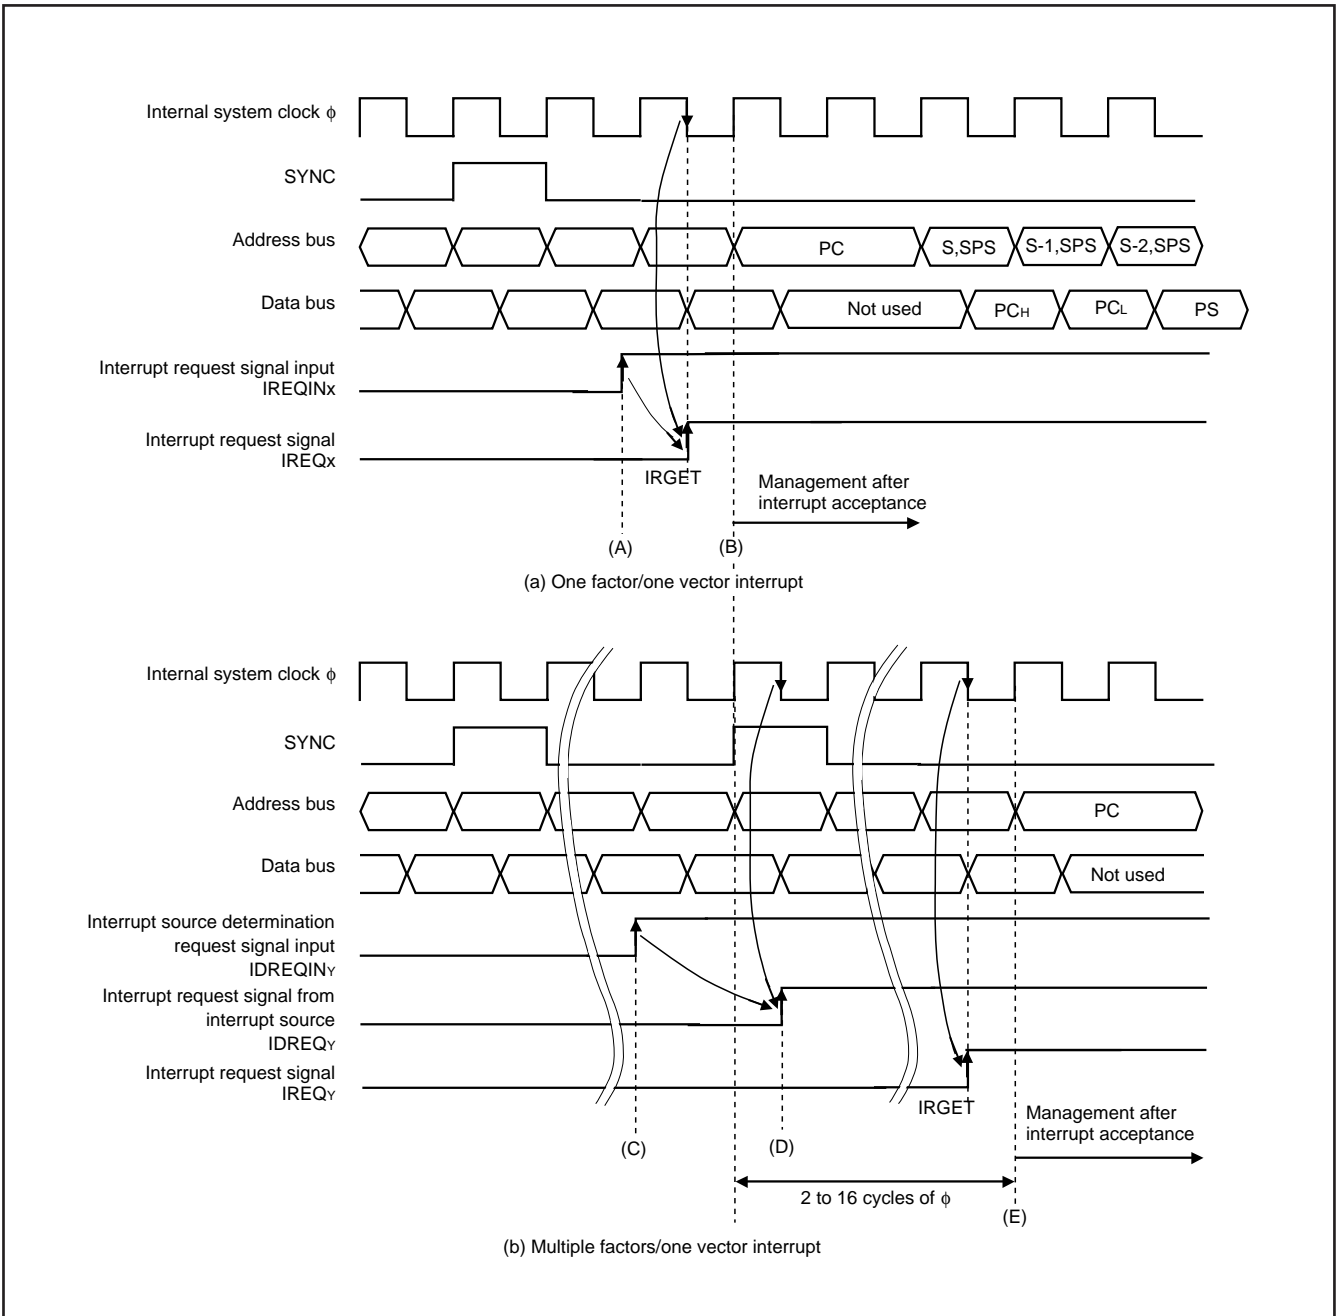 Internal system clock ϕ
SYNC
Address bus
PC
S,SPS
S-1,SPS
S-2,SPS
Data bus
Not used
PCH
PCL
PS
Interrupt request signal input
IREQINX
Interrupt request signal
IREQX
IRGET
Management after
interrupt acceptance
(A)
(B)
(a) One factor/one vector interrupt
Internal system clock ϕ
SYNC
Address bus
PC
Data bus
Not used
Interrupt source determination
request signal input
IDREQINY
Interrupt request signal from
interrupt source
IDREQY
Interrupt request signal
IREQY
IRGET
Management after
interrupt acceptance
(C)
(D)
2 to 16 cycles of ϕ
(E)
(b) Multiple factors/one vector interrupt